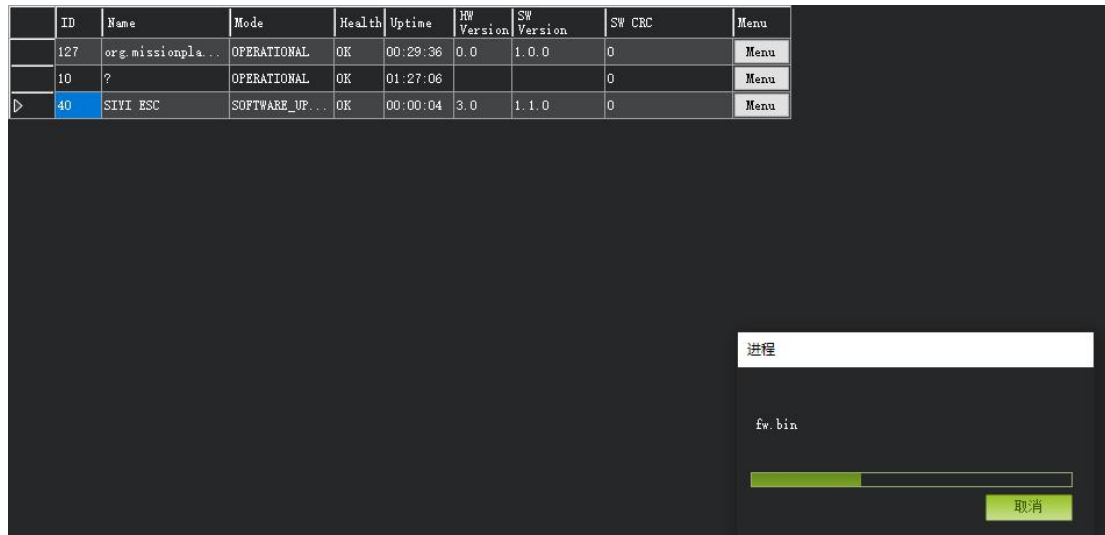 ID Name Mode Health Uptime HW Version SW Version SW CRC Menu
127 org.missionpla... OPERATIONAL OK 00:29:36 0.0 1.0.0 0 Menu
10 ? OPERATIONAL OK 01:27:06 0 Menu
40 SIYI ESC SOFTWARE_UP... OK 00:00:04 3.0 1.1.0 0 Menu
进程
fw.bin
取消